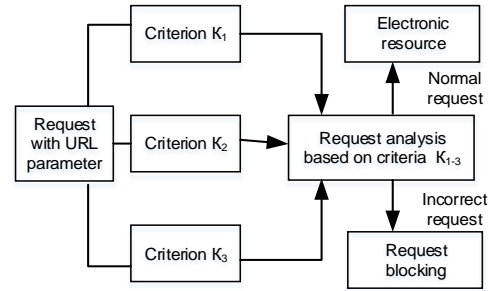 Criterion K₁
Electronic
resource
Normal
request
Request
with URL
parameter
Criterion K₂
Request analysis
based on criteria K₁₋₃
Incorrect
request
Criterion K₃
Request
blocking